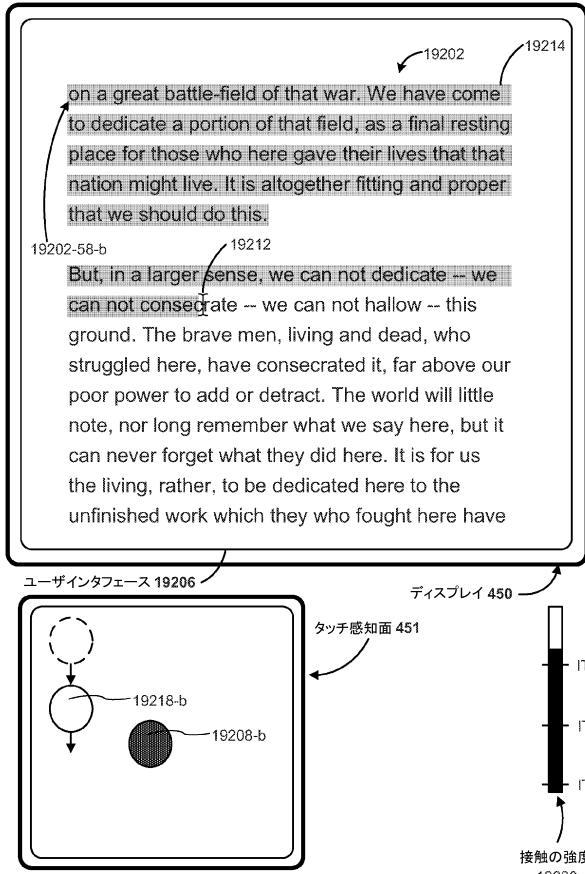 19202
19214
on a great battle-field of that war. We have come
to dedicate a portion of that field, as a final resting
place for those who here gave their lives that that
nation might live. It is altogether fitting and proper
that we should do this.
19202-58-b
19212
But, in a larger sense, we can not dedicate -- we
can not consecrate -- we can not hallow -- this
ground. The brave men, living and dead, who
struggled here, have consecrated it, far above our
poor power to add or detract. The world will little
note, nor long remember what we say here, but it
can never forget what they did here. It is for us
the living, rather, to be dedicated here to the
unfinished work which they who fought here have
ユーザインタフェース 19206
ディスプレイ 450
タッチ感知面 451
19218-b
19208-b
IT
IT
IT
接触の強度